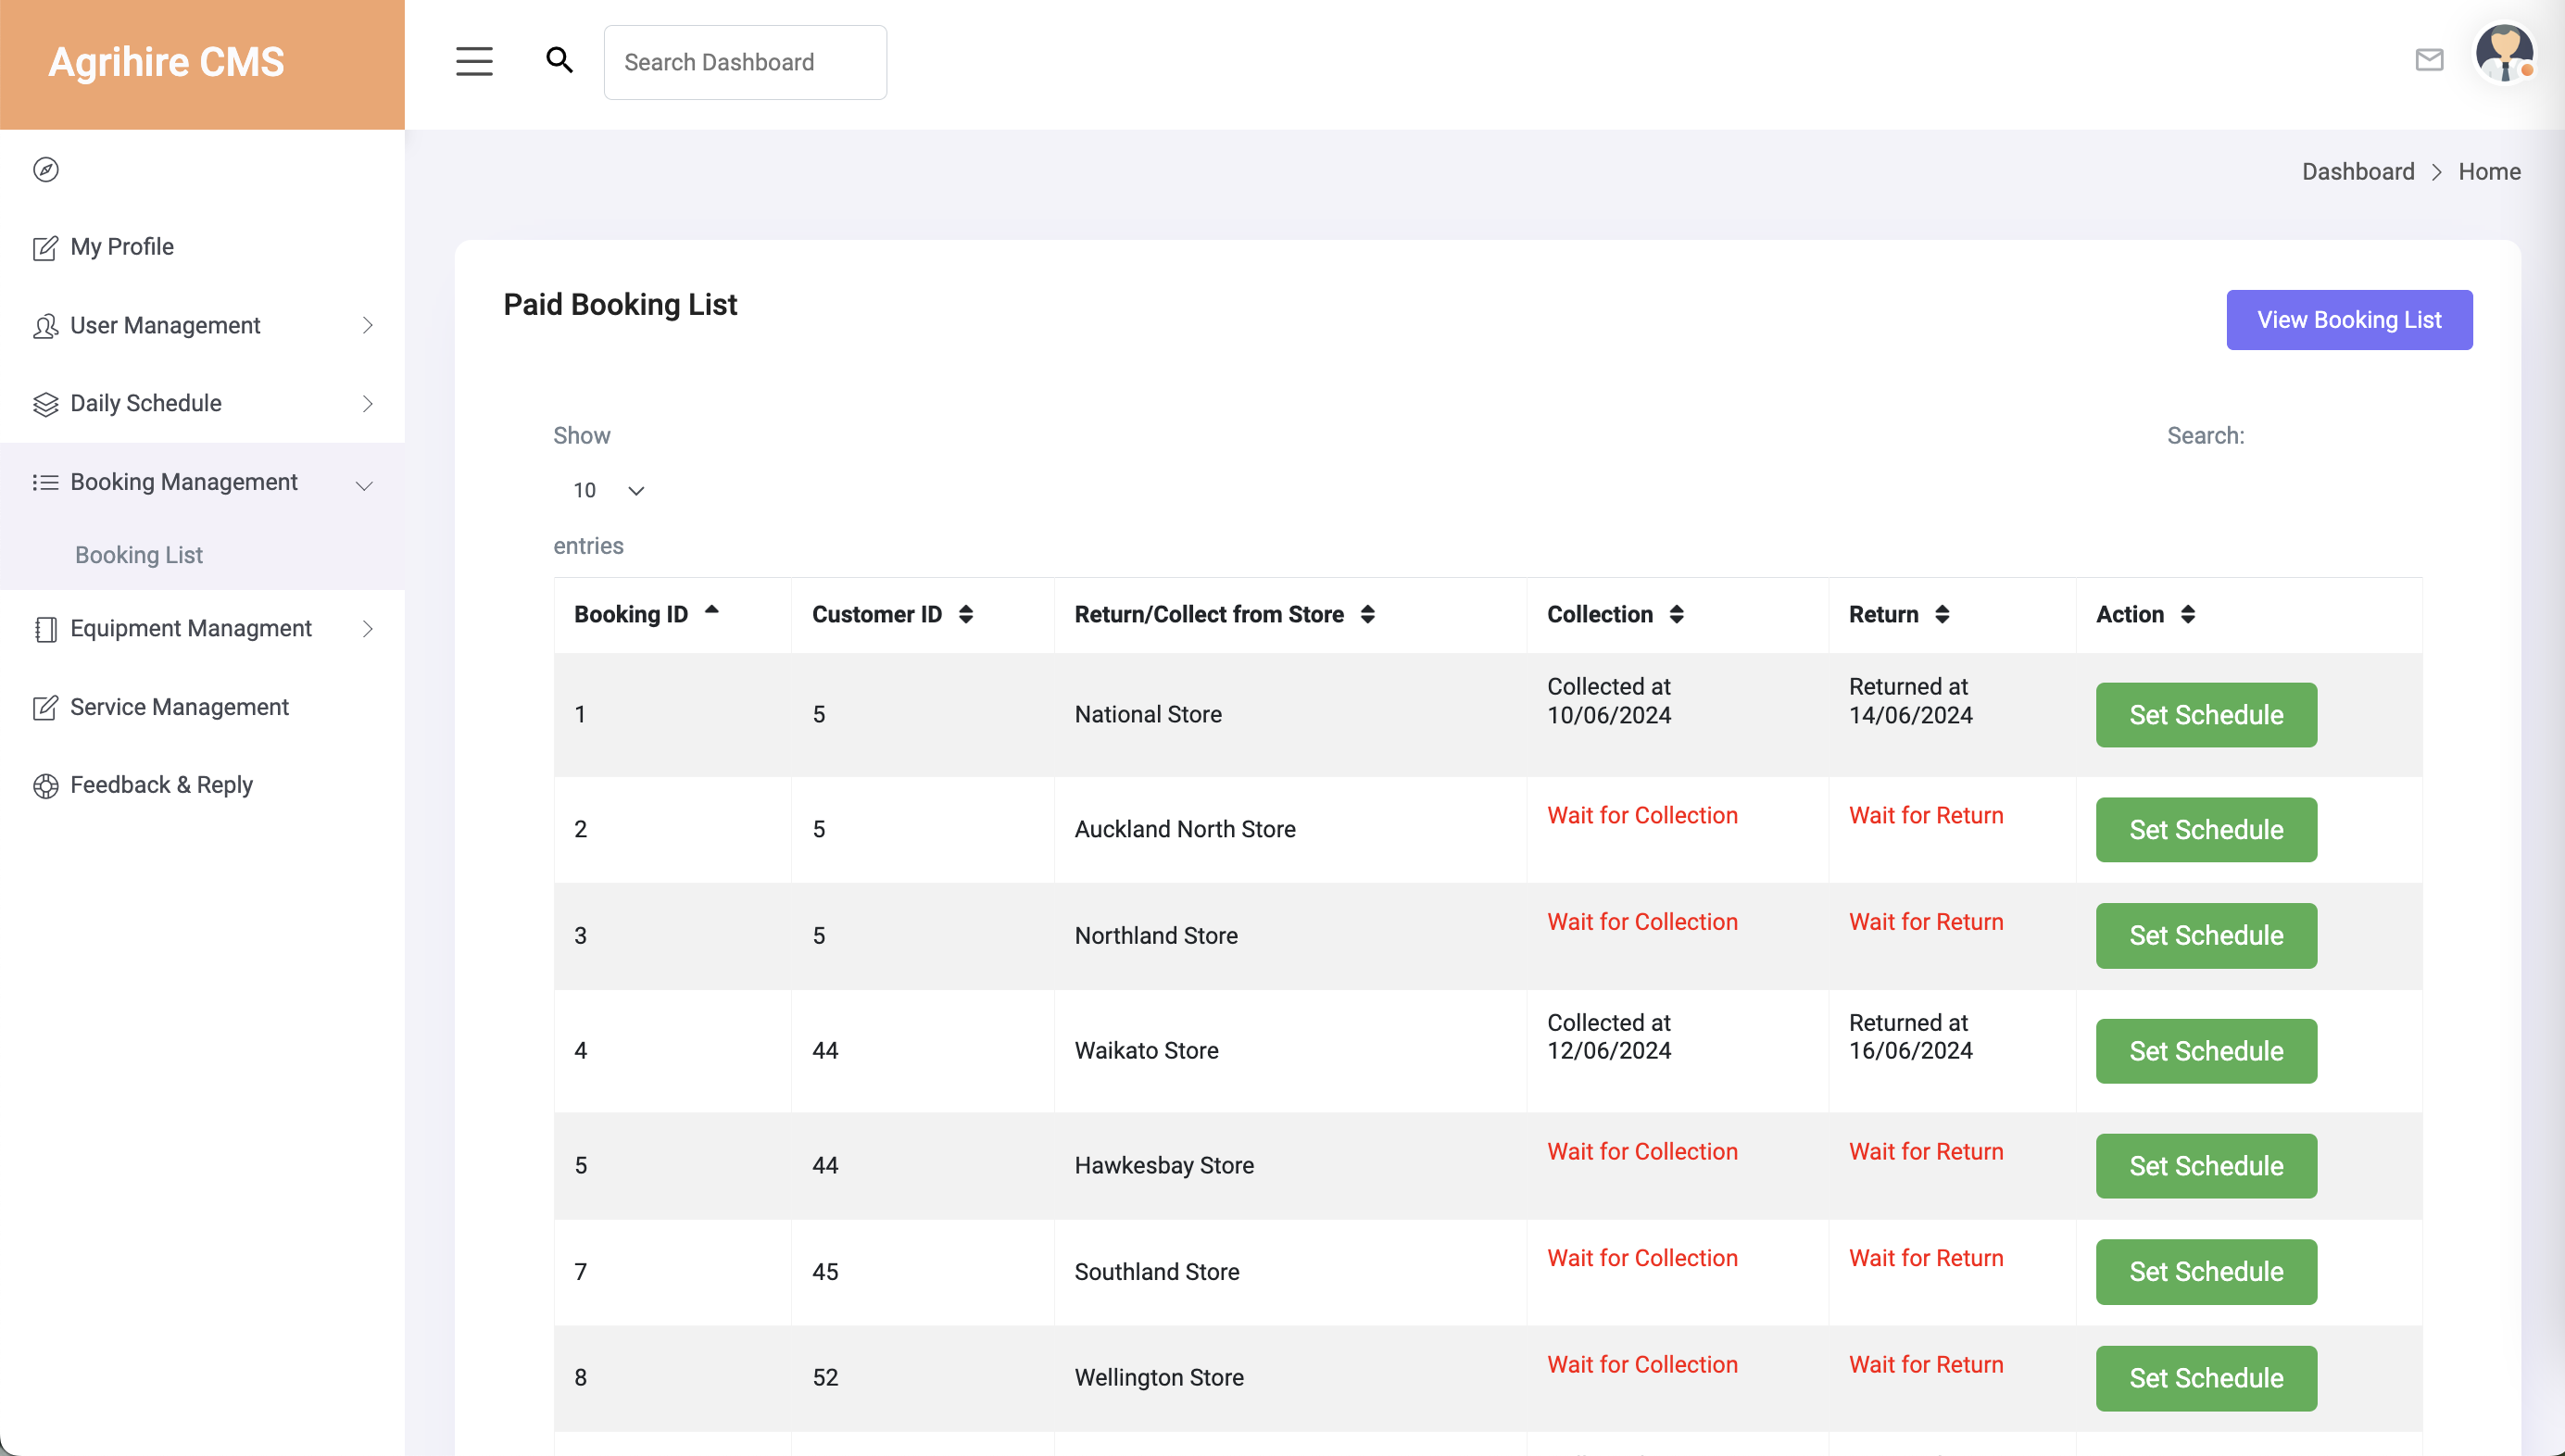 Agrihire CMS
Search Dashboard
Dashboard > Home
My Profile
User Management
Daily Schedule
Booking Management
Booking List
Equipment Managment
Service Management
Feedback & Reply
Paid Booking List
View Booking List
Show
10
entries
Search:
Booking ID Customer ID Return/Collect from Store Collection Return Action
1 5 National Store Collected at 10/06/2024 Returned at 14/06/2024 Set Schedule
2 5 Auckland North Store Wait for Collection Wait for Return Set Schedule
3 5 Northland Store Wait for Collection Wait for Return Set Schedule
4 44 Waikato Store Collected at 12/06/2024 Returned at 16/06/2024 Set Schedule
5 44 Hawkesbay Store Wait for Collection Wait for Return Set Schedule
7 45 Southland Store Wait for Collection Wait for Return Set Schedule
8 52 Wellington Store Wait for Collection Wait for Return Set Schedule